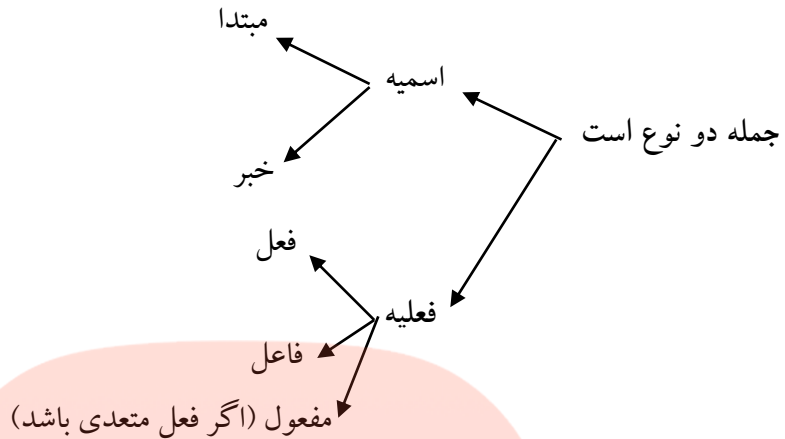 جمله دو نوع است
اسمیه
مبتدا
خبر
فعلیه
فعل
فاعل
مفعول (اگر فعل متعدی باشد)